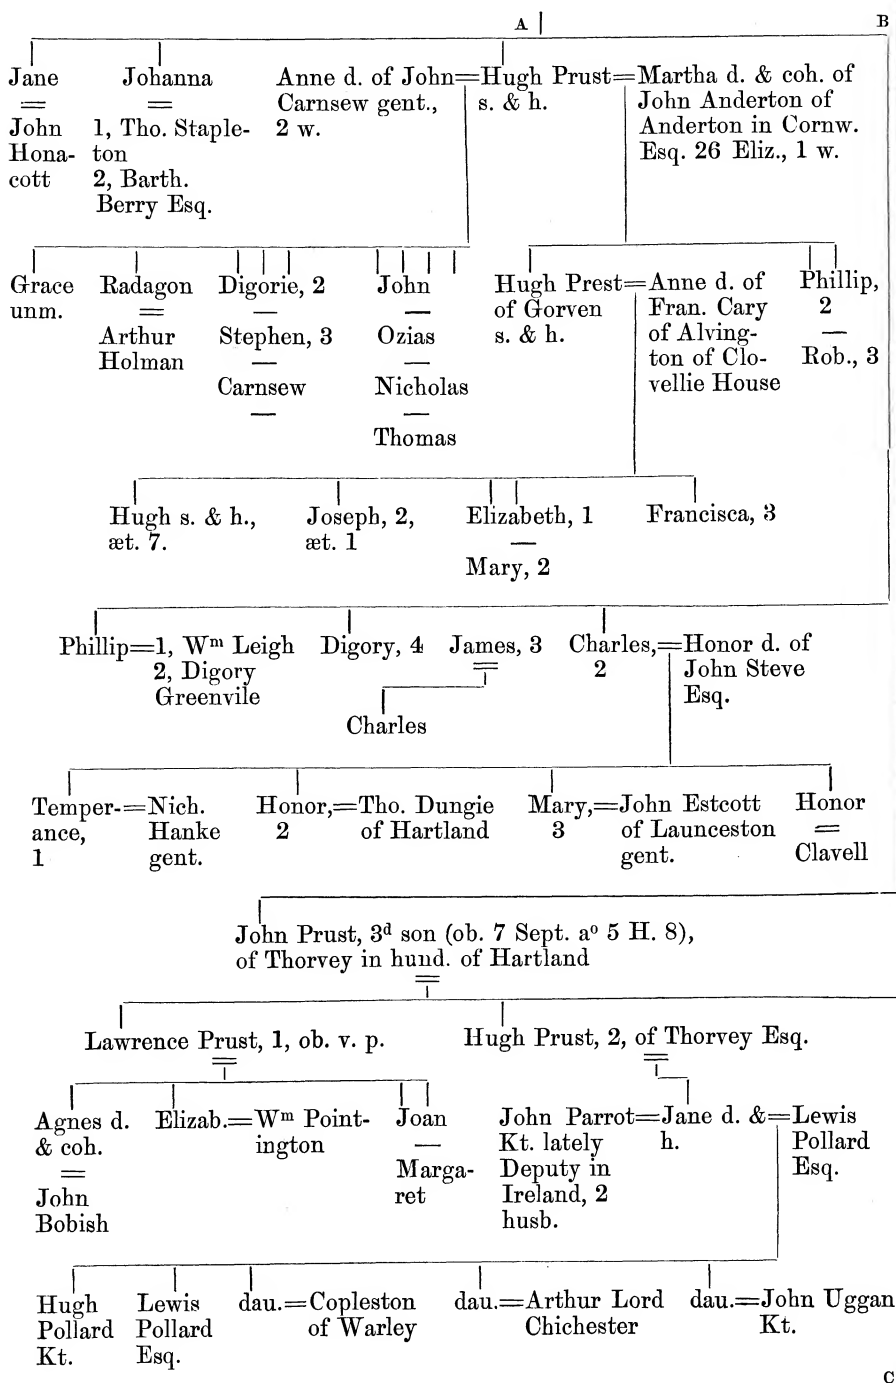 A B
Jane Johanna Anne d. of John=Hugh Prust=Martha d. & coh. of
= = Carnsew gent., s. & h. John Anderton of
John 1, Tho. Staple- 2 w. Anderton in Cornw.
Hona- ton Esq. 26 Eliz., 1 w.
cott 2, Barth.
Berry Esq.
Grace Radagon Digorie, 2 John Hugh Prest=Anne d. of Phillip,
unm. = — — of Gorven Fran. Cary 2
Arthur Stephen, 3 Ozias s. & h. of Alving- —
Holman — — ton of Clo- Rob., 3
Carnsew Nicholas vellie House
— —
Thomas
Hugh s. & h., Joseph, 2, Elizabeth, 1 Francisca, 3
æt. 7. æt. 1 —
Mary, 2
Phillip=1, Wᵐ Leigh Digory, 4 James, 3 Charles,=Honor d. of
2, Digory = 2 John Steve
Greenvile Esq.
Charles
Temper-=Nich. Honor,=Tho. Dungie Mary,=John Estcott Honor
ance, Hanke 2 of Hartland 3 of Launceston =
1 gent. gent. Clavell
John Prust, 3ᵈ son (ob. 7 Sept. aᵒ 5 H. 8),
of Thorvey in hund. of Hartland
=
Lawrence Prust, 1, ob. v. p. Hugh Prust, 2, of Thorvey Esq.
= =
Agnes d. Elizab.=Wᵐ Point- Joan John Parrot=Jane d. &=Lewis
& coh. ington — Kt. lately h. Pollard
= Marga- Deputy in Esq.
John ret Ireland, 2
Bobish husb.
Hugh Lewis dau.=Copleston dau.=Arthur Lord dau.=John Uggan
Pollard Pollard of Warley Chichester Kt.
Kt. Esq.
C